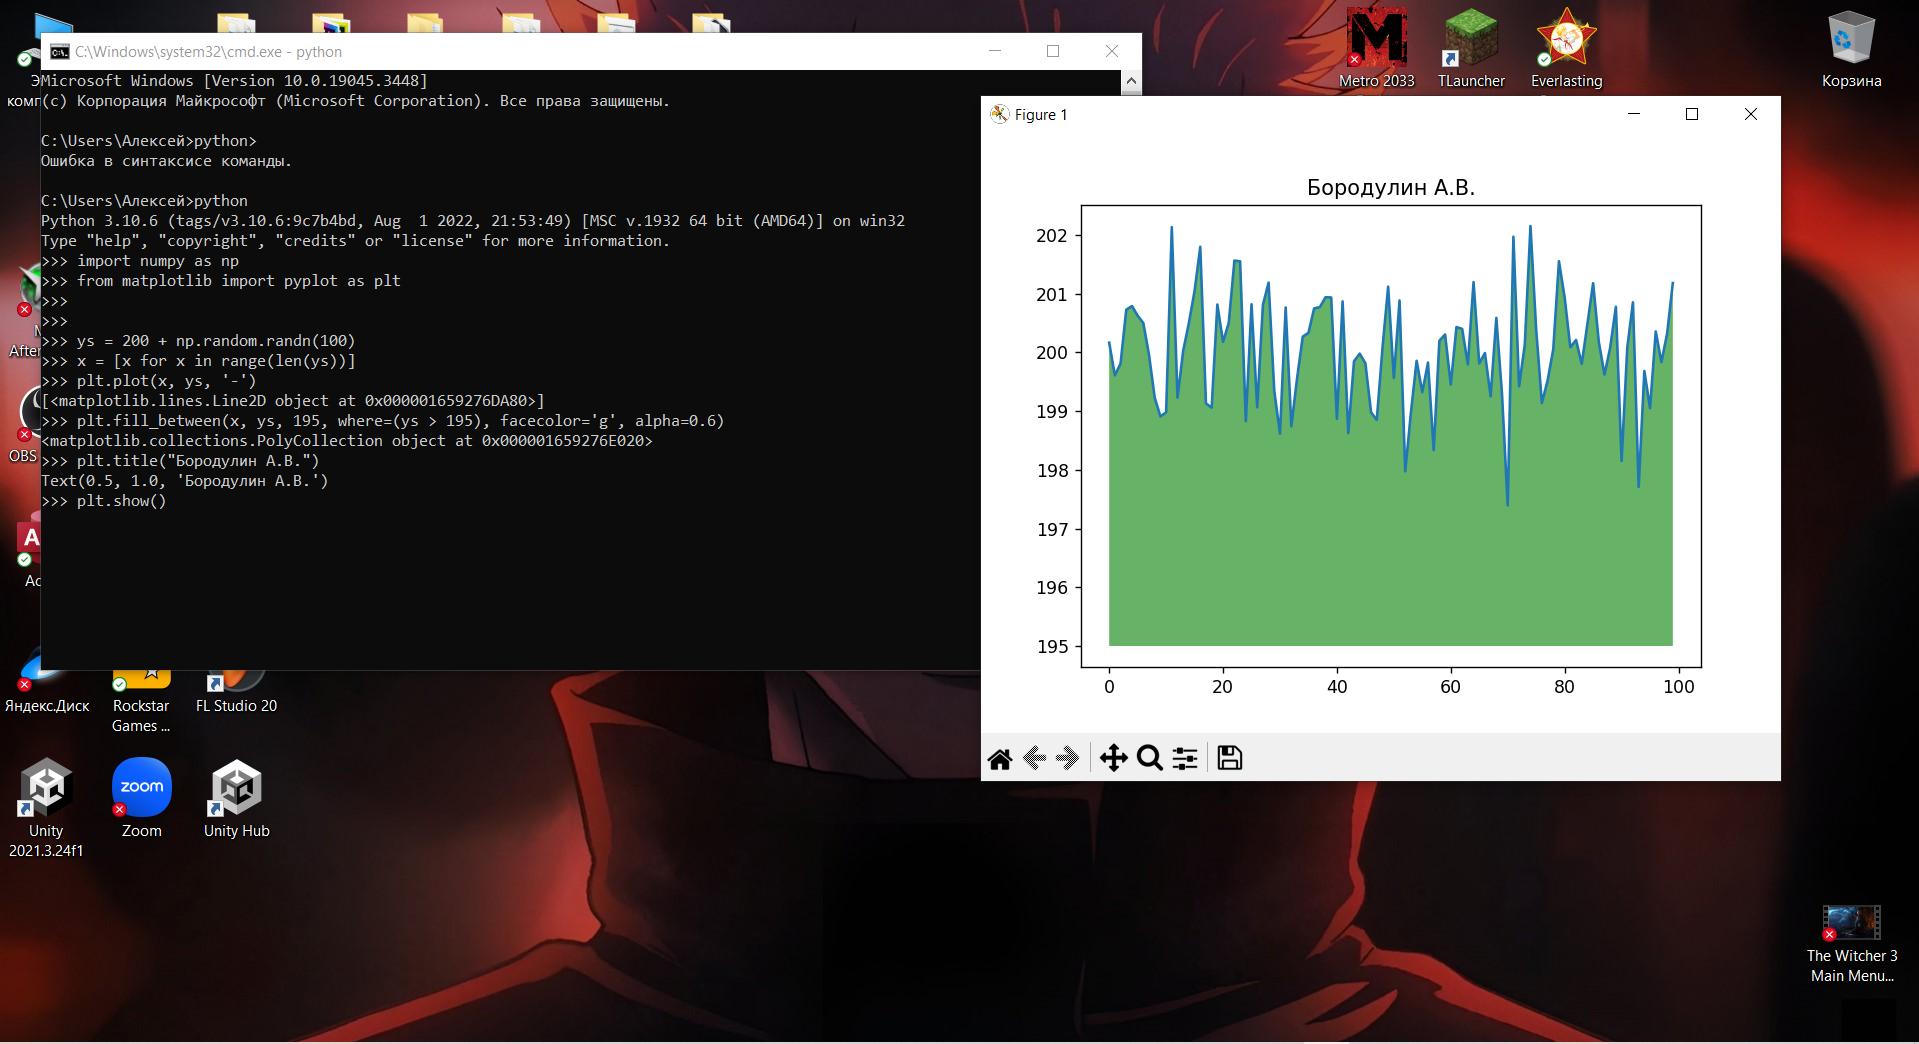 C:\Windows\system32\cmd.exe - python
Microsoft Windows [Version 10.0.19045.3448]
(c) Корпорация Майкрософт (Microsoft Corporation). Все права защищены.
C:\Users\Алексей>python>
Ошибка в синтаксисе команды.
C:\Users\Алексей>python
Python 3.10.6 (tags/v3.10.6:9c7b4bd, Aug  1 2022, 21:53:49) [MSC v.1932 64 bit (AMD64)] on win32
Type "help", "copyright", "credits" or "license" for more information.
>>> import numpy as np
>>> from matplotlib import pyplot as plt
>>>
>>>
>>> ys = 200 + np.random.randn(100)
>>> x = [x for x in range(len(ys))]
>>> plt.plot(x, ys, '-')
[<matplotlib.lines.Line2D object at 0x000001659276DA80>]
>>> plt.fill_between(x, ys, 195, where=(ys > 195), facecolor='g', alpha=0.6)
<matplotlib.collections.PolyCollection object at 0x000001659276E020>
>>> plt.title("Бородулин А.В.")
Text(0.5, 1.0, 'Бородулин А.В.')
>>> plt.show()
Figure 1
Бородулин А.В.
202
201
200
199
198
197
196
195
0 20 40 60 80 100
Metro 2033
TLauncher
Everlasting
Корзина
OBS
Яндекс.Диск
Rockstar
Games ...
FL Studio 20
Unity
2021.3.24f1
zoom
Zoom
Unity Hub
The Witcher 3
Main Menu...